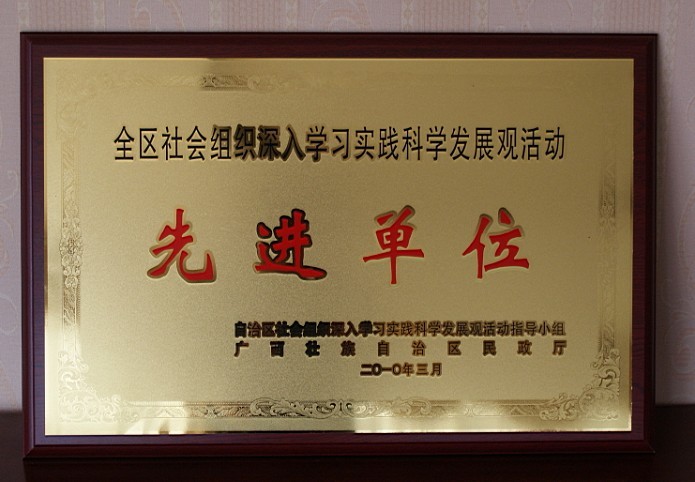 全区社会组织深入学习实践科学发展观活动
先进单位
自治区社会组织深入学习实践科学发展观活动指导小组
广西壮族自治区民政厅
二〇一〇年三月